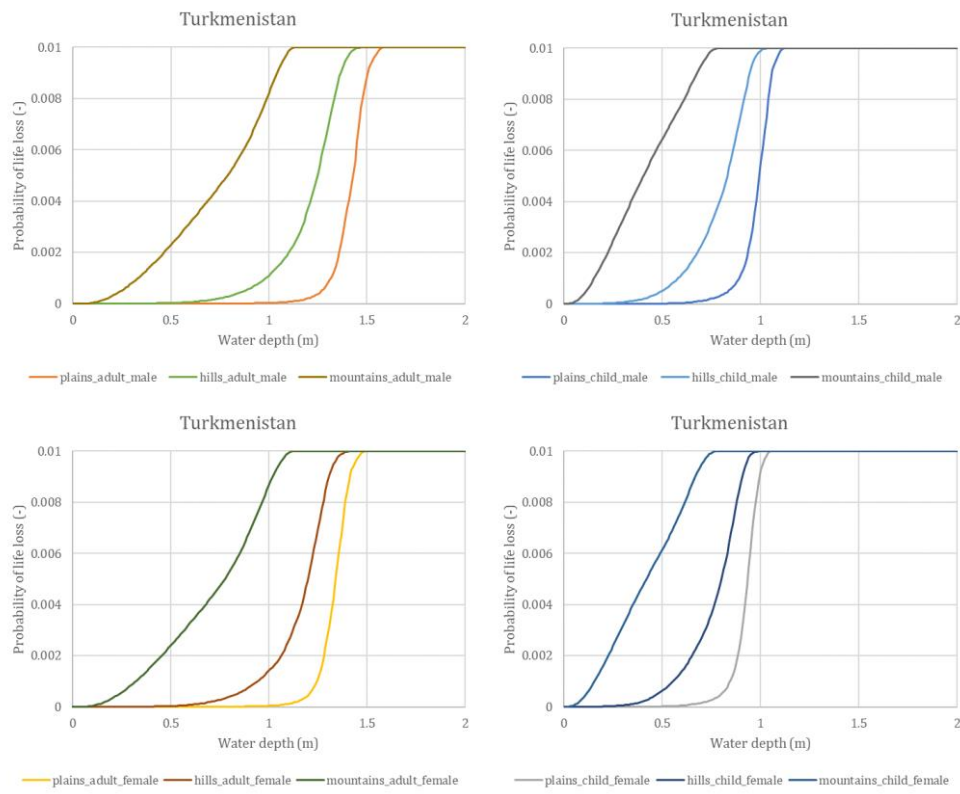 Turkmenistan
0.01
0.008
0.006
0.004
0.002
0
Probability of life loss (-)
0 0.5 1 1.5 2
Water depth (m)
plains_adult_male hills_adult_male mountains_adult_male
Turkmenistan
0.01
0.008
0.006
0.004
0.002
0
Probability of life loss (-)
0 0.5 1 1.5 2
Water depth (m)
plains_child_male hills_child_male mountains_child_male
Turkmenistan
0.01
0.008
0.006
0.004
0.002
0
Probability of life loss (-)
0 0.5 1 1.5 2
Water depth (m)
plains_adult_female hills_adult_female mountains_adult_female
Turkmenistan
0.01
0.008
0.006
0.004
0.002
0
Probability of life loss (-)
0 0.5 1 1.5 2
Water depth (m)
plains_child_female hills_child_female mountains_child_female